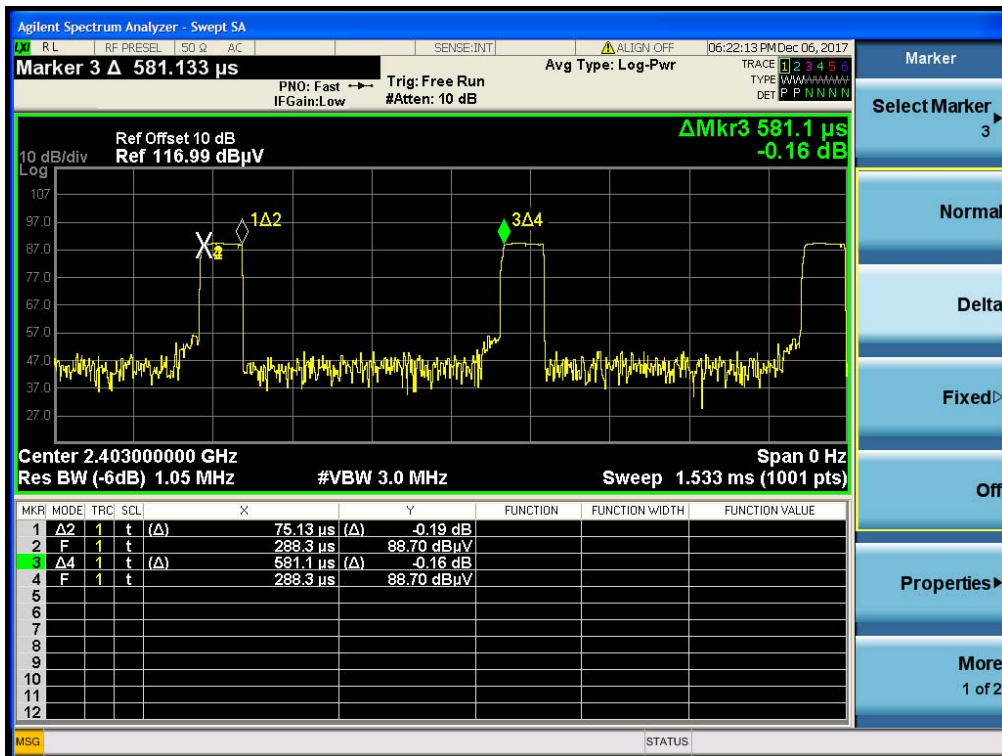 Agilent Spectrum Analyzer - Swept SA
LXI RL RF PRESEL 50 Ω AC SENSE:INT ALIGN OFF 06:22:13 PM Dec 06, 2017
Marker 3 Δ 581.133 µs
PNO: Fast
IFGain:Low
Trig: Free Run
#Atten: 10 dB
Avg Type: Log-Pwr
TRACE 1 2 3 4 5 6
TYPE
DET P P N N N N
ΔMkr3 581.1 µs
-0.16 dB
Ref Offset 10 dB
10 dB/div Ref 116.99 dBµV
Log
107
97.0
87.0
77.0
67.0
57.0
47.0
37.0
27.0
1Δ2
3Δ4
Center 2.403000000 GHz Span 0 Hz
Res BW (-6dB) 1.05 MHz #VBW 3.0 MHz Sweep 1.533 ms (1001 pts)
MKR MODE TRC SCL X Y FUNCTION FUNCTION WIDTH FUNCTION VALUE
1 Δ2 1 t (Δ) 75.13 µs (Δ) -0.19 dB
2 F 1 t 288.3 µs 88.70 dBµV
3 Δ4 1 t (Δ) 581.1 µs (Δ) -0.16 dB
4 F 1 t 288.3 µs 88.70 dBµV
5
6
7
8
9
10
11
12
MSG STATUS
Marker
Select Marker
3
Normal
Delta
Fixed
Off
Properties
More
1 of 2